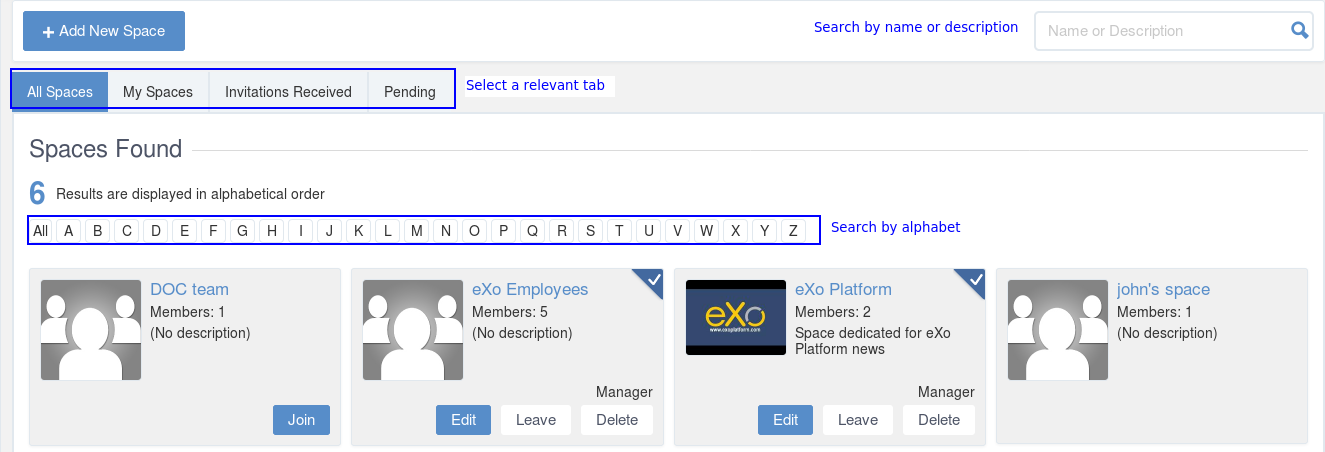 + Add New Space
Search by name or description
Name or Description
All Spaces My Spaces Invitations Received Pending
Select a relevant tab
Spaces Found
6 Results are displayed in alphabetical order
All A B C D E F G H I J K L M N O P Q R S T U V W X Y Z
Search by alphabet
DOC team
Members: 1
(No description)
Join
eXo Employees
Members: 5
(No description)
Manager
Edit Leave Delete
eXo
www.exoplatform.com
eXo Platform
Members: 2
Space dedicated for eXo
Platform news
Manager
Edit Leave Delete
john's space
Members: 1
(No description)